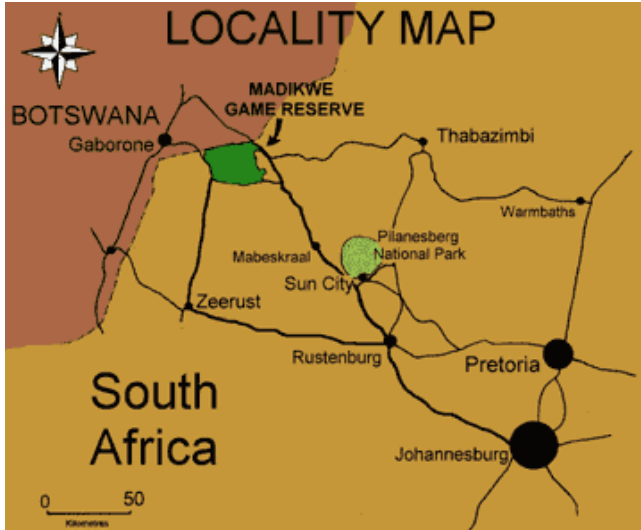 LOCALITY MAP
MADIKWE
GAME RESERVE
BOTSWANA
Gaborone
Thabazimbi
Warmbaths
Pilanesberg
National Park
Mabeskraal
Sun City
Zeerust
Rustenburg
Pretoria
South
Africa
Johannesburg
0 50
Kilometres